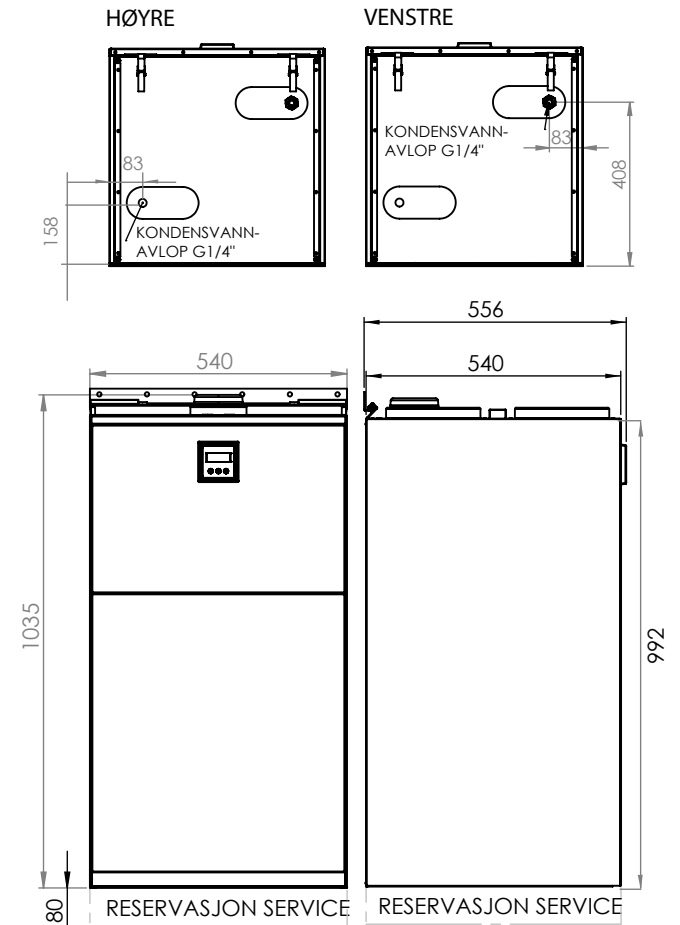 HØYRE
VENSTRE
83
158
KONDENSVANN-
AVLOP G1/4"
KONDENSVANN-
AVLOP G1/4"
83
408
556
540
540
1035
992
80
RESERVASJON SERVICE
RESERVASJON SERVICE